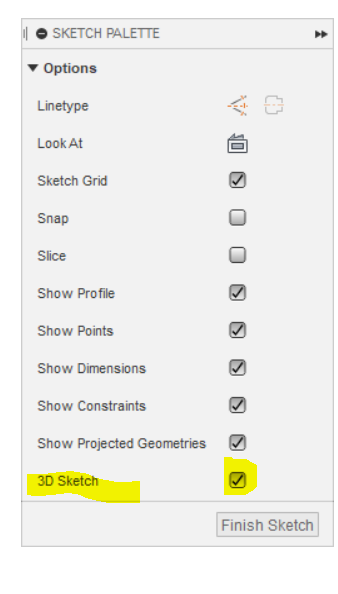 SKETCH PALETTE
Options
Linetype
Look At
Sketch Grid
Snap
Slice
Show Profile
Show Points
Show Dimensions
Show Constraints
Show Projected Geometries
3D Sketch
Finish Sketch